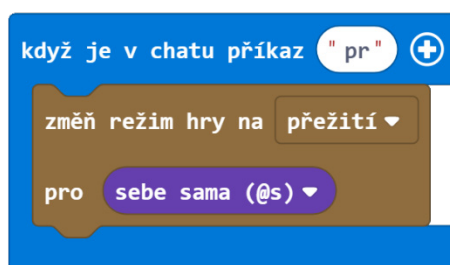 když je v chatu příkaz "pr"
změň režim hry na přežití
pro sebe sama (@s)